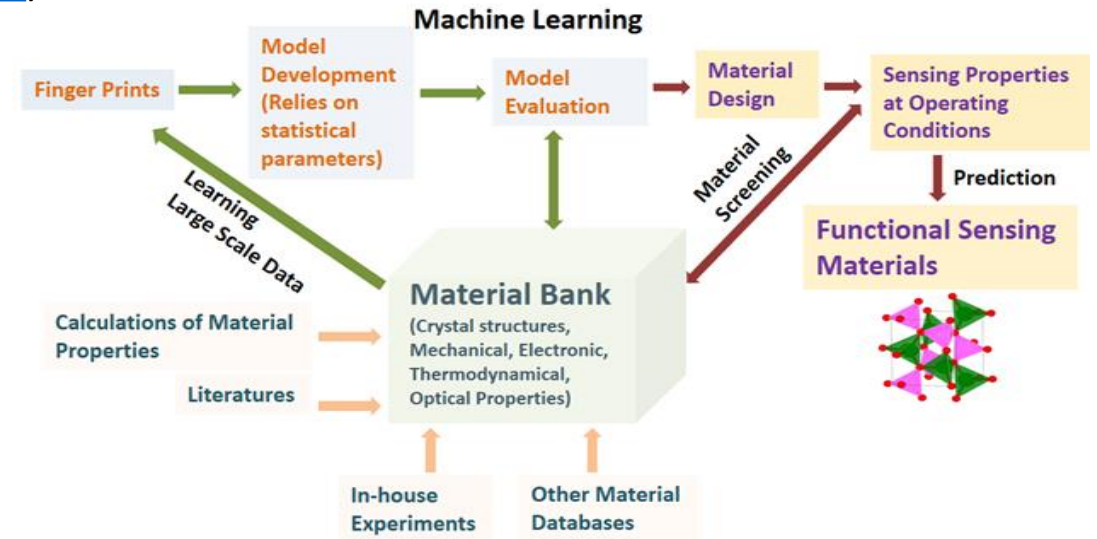 Machine Learning
Finger Prints
Model
Development
(Relies on
statistical
parameters)
Model
Evaluation
Material
Design
Sensing Properties
at Operating
Conditions
Learning
Large Scale Data
Material
Screening
Prediction
Functional Sensing
Materials
Material Bank
(Crystal structures,
Mechanical, Electronic,
Thermodynamical,
Optical Properties)
Calculations of Material
Properties
Literatures
In-house
Experiments
Other Material
Databases